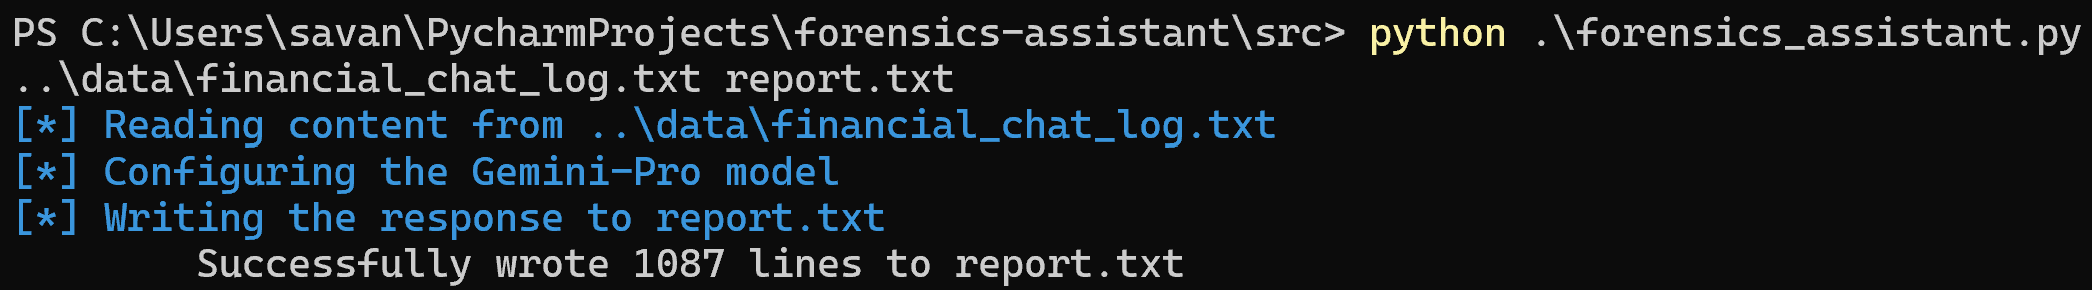 PS C:\Users\savan\PycharmProjects\forensics-assistant\src> python .\forensics_assistant.py
..\data\financial_chat_log.txt report.txt
[*] Reading content from ..\data\financial_chat_log.txt
[*] Configuring the Gemini-Pro model
[*] Writing the response to report.txt
        Successfully wrote 1087 lines to report.txt